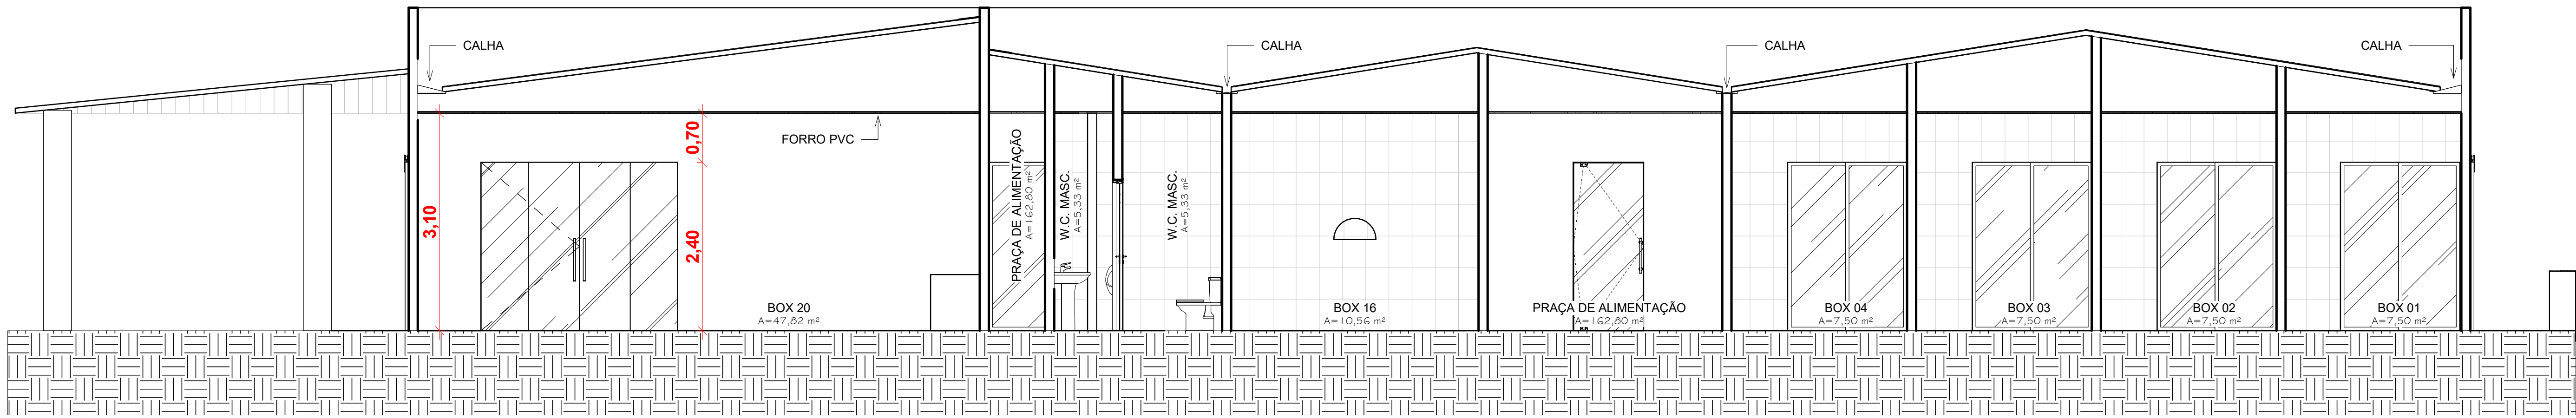 CALHA
CALHA
CALHA
CALHA
FORRO PVC
3,10
0,70
2,40
BOX 20
A=47,82 m²
PRAÇA DE ALIMENTAÇÃO
A=162,80 m²
W.C. MASC.
A=5,33 m²
W.C. MASC.
A=5,33 m²
BOX 16
A=10,56 m²
PRAÇA DE ALIMENTAÇÃO
A=162,80 m²
BOX 04
A=7,50 m²
BOX 03
A=7,50 m²
BOX 02
A=7,50 m²
BOX 01
A=7,50 m²